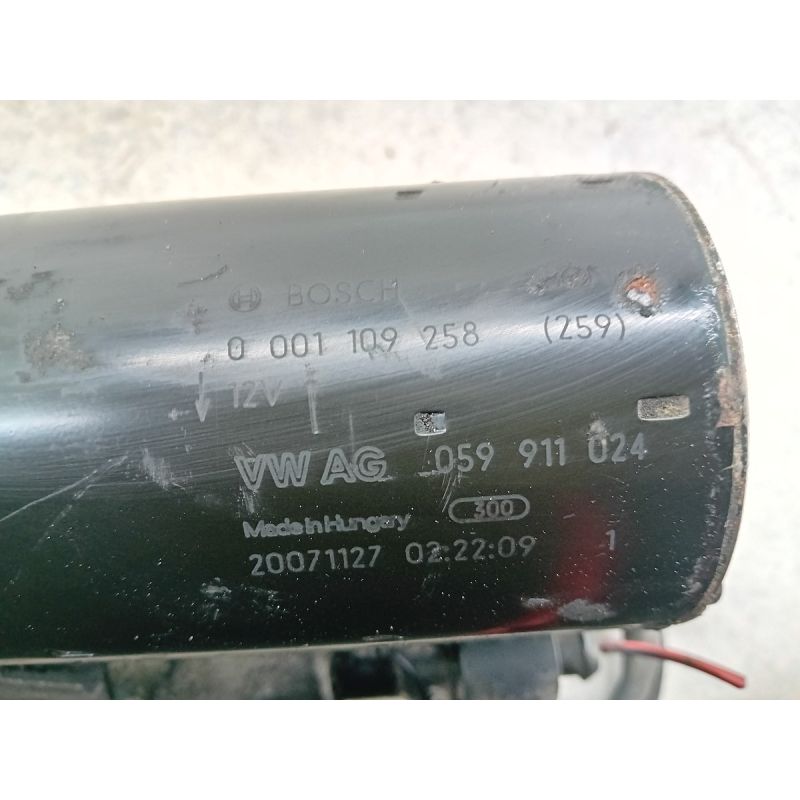 BOSCH
0 001 109 258 (259)
12V
VW AG 059 911 024
Made in Hungary 300
20071127 02:22:09 1